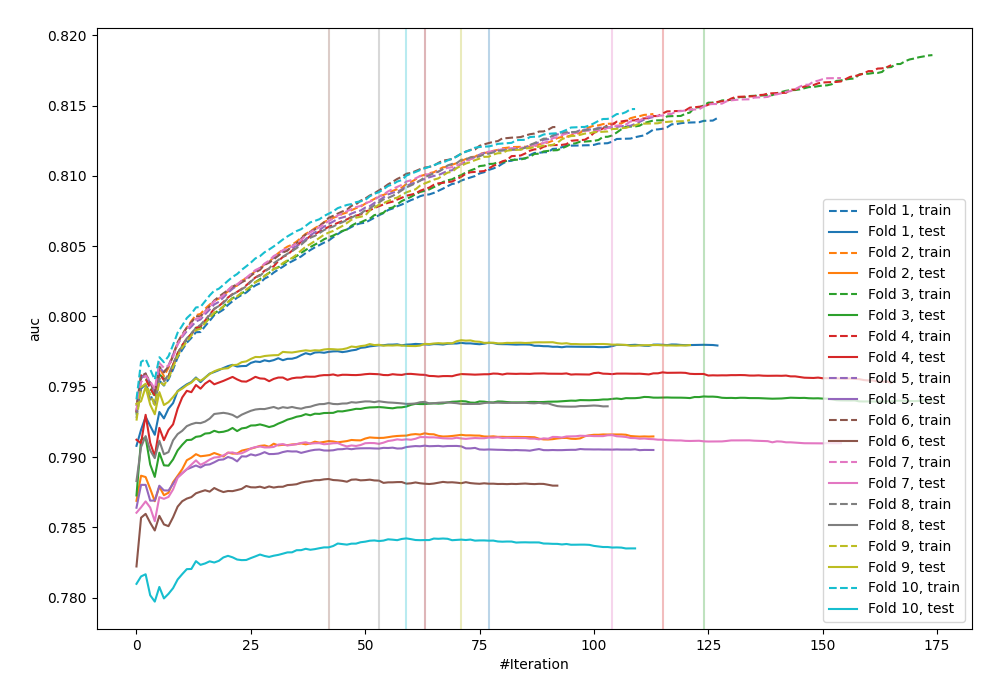 0.820
0.815
0.810
0.805
0.800
0.795
0.790
0.785
0.780
auc
0
25
50
75
100
125
150
175
#Iteration
Fold 1, train
Fold 1, test
Fold 2, train
Fold 2, test
Fold 3, train
Fold 3, test
Fold 4, train
Fold 4, test
Fold 5, train
Fold 5, test
Fold 6, train
Fold 6, test
Fold 7, train
Fold 7, test
Fold 8, train
Fold 8, test
Fold 9, train
Fold 9, test
Fold 10, train
Fold 10, test